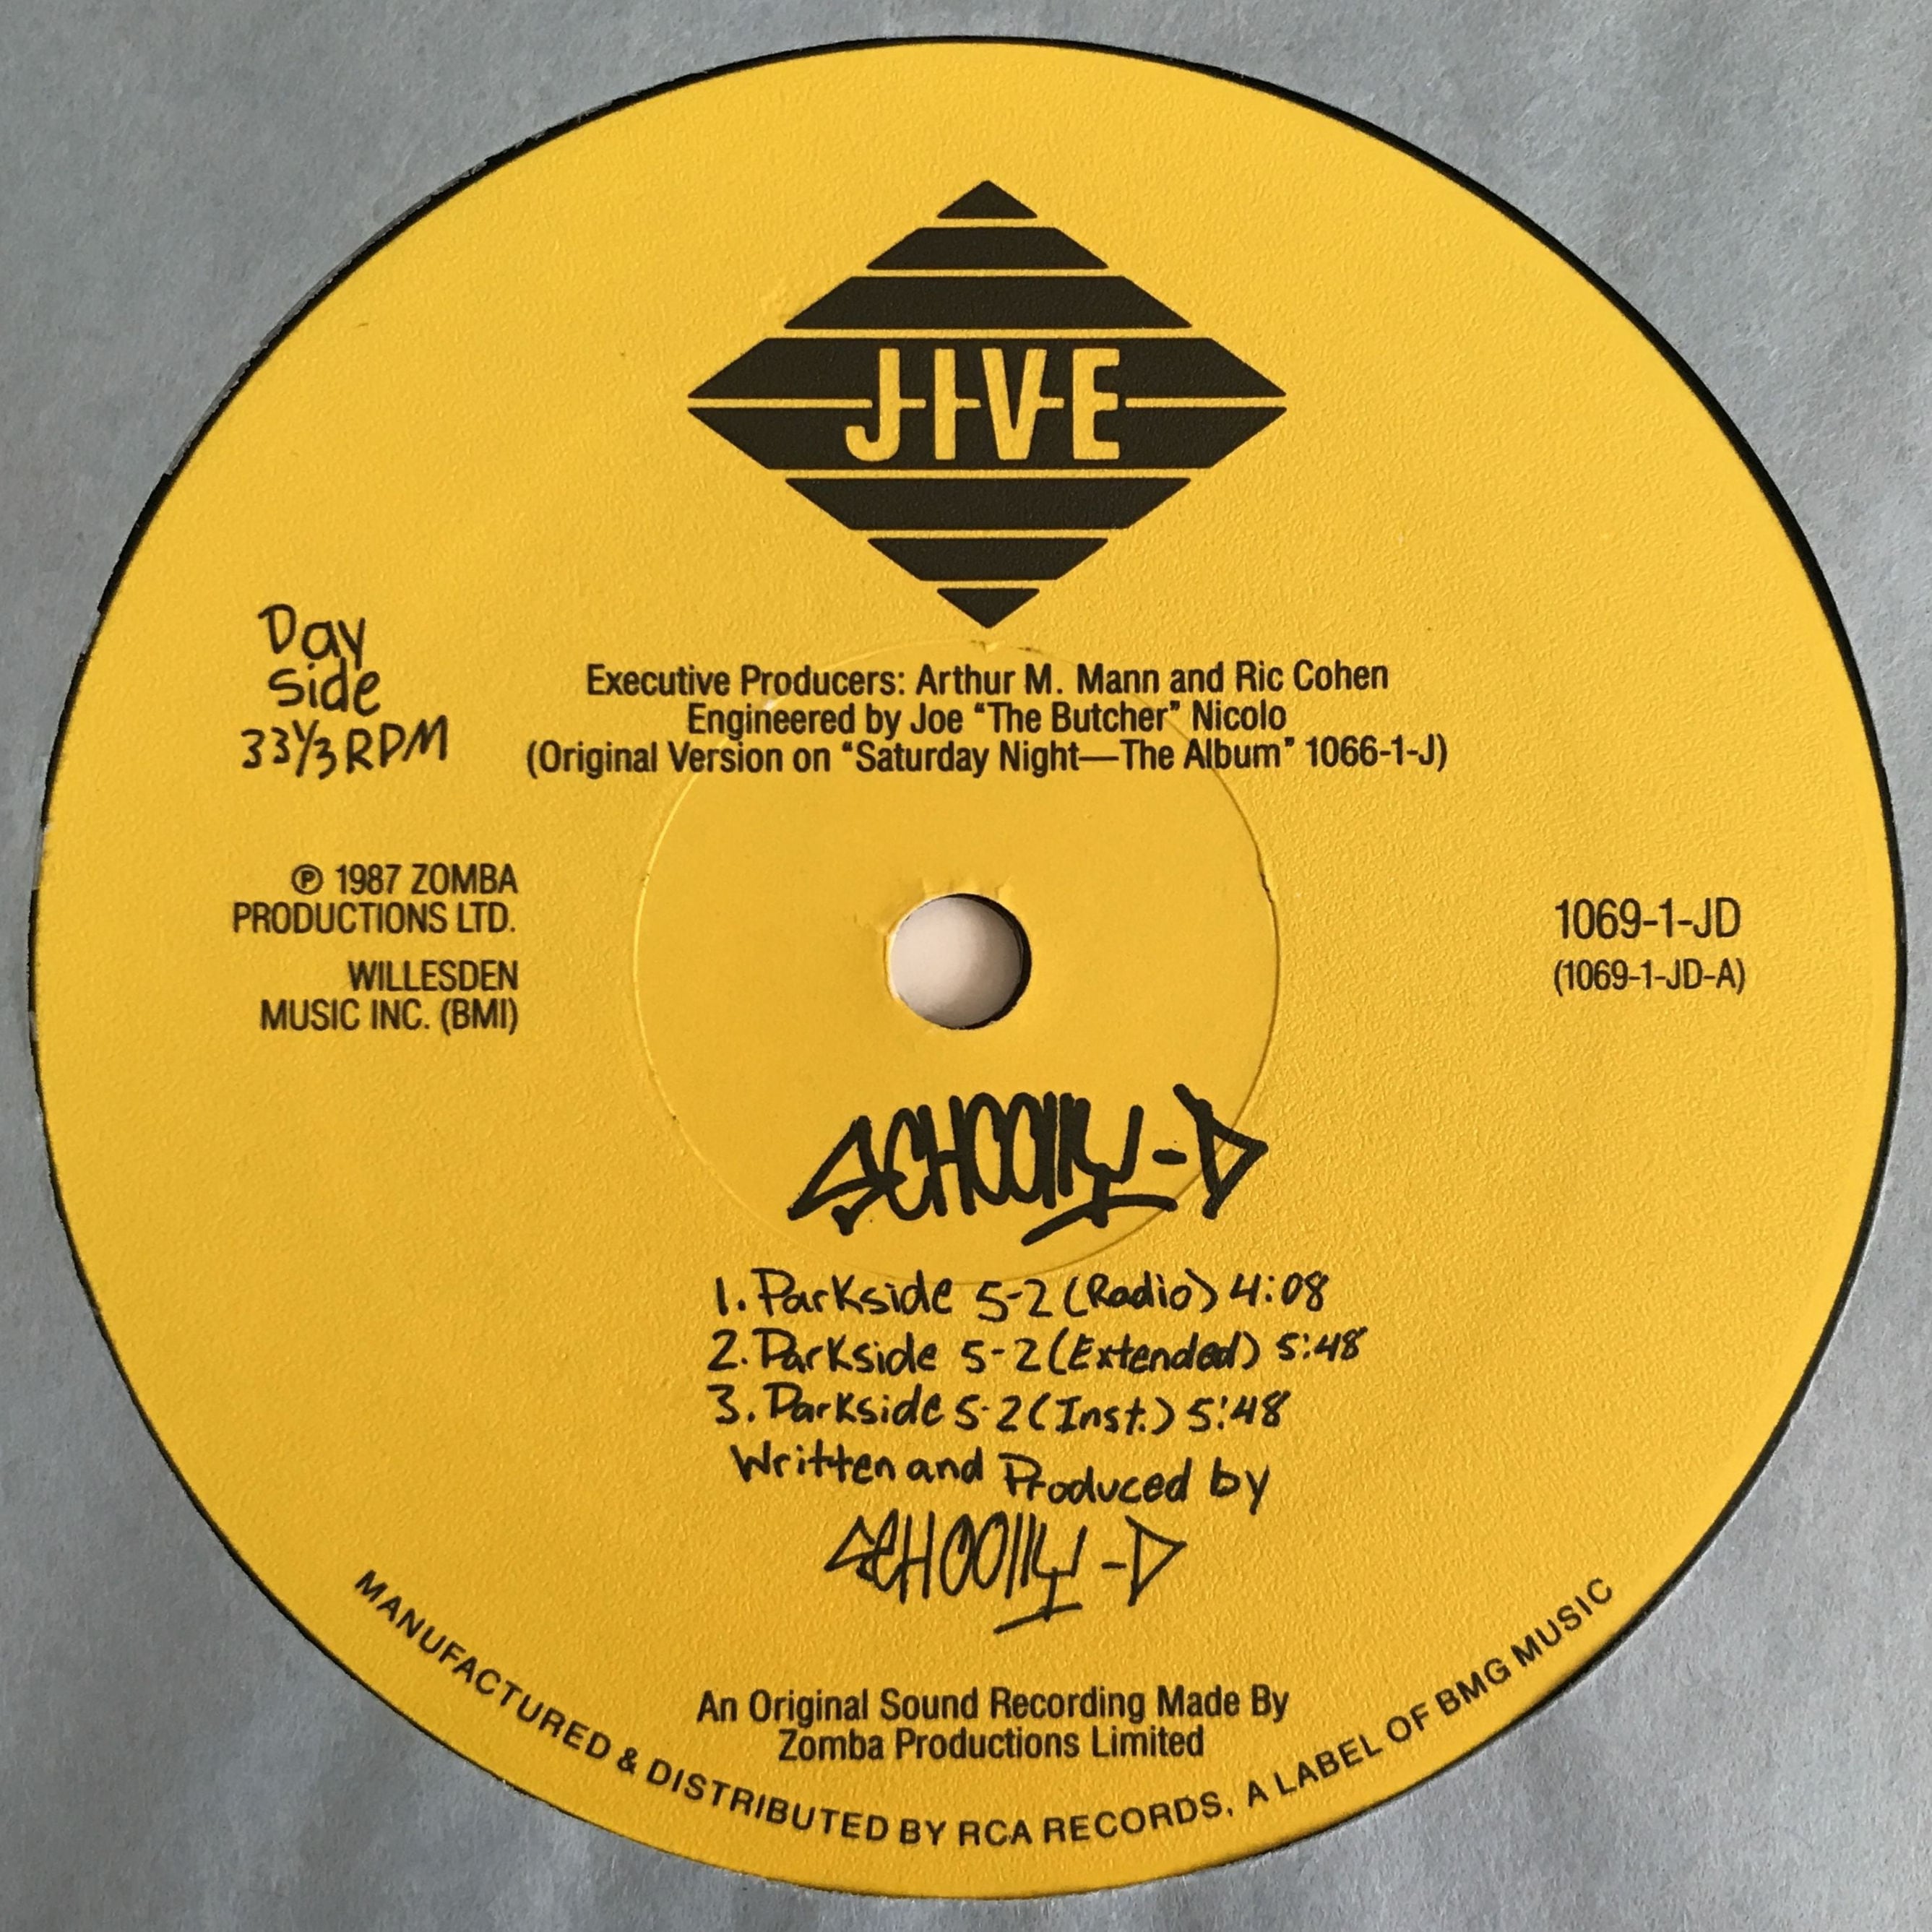 JIVE
Day
Side
33⅓ RPM
Executive Producers: Arthur M. Mann and Ric Cohen
Engineered by Joe "The Butcher" Nicolo
(Original Version on "Saturday Night—The Album" 1066-1-J)
℗ 1987 ZOMBA
PRODUCTIONS LTD.
WILLESDEN
MUSIC INC. (BMI)
1069-1-JD
(1069-1-JD-A)
SCHOOllY-D
1. Parkside 5-2 (Radio) 4:08
2. Parkside 5-2 (Extended) 5:48
3. Parkside 5-2 (Inst.) 5:48
Written and Produced by
SCHOOllY-D
An Original Sound Recording Made By
Zomba Productions Limited
MANUFACTURED & DISTRIBUTED BY RCA RECORDS, A LABEL OF BMG MUSIC